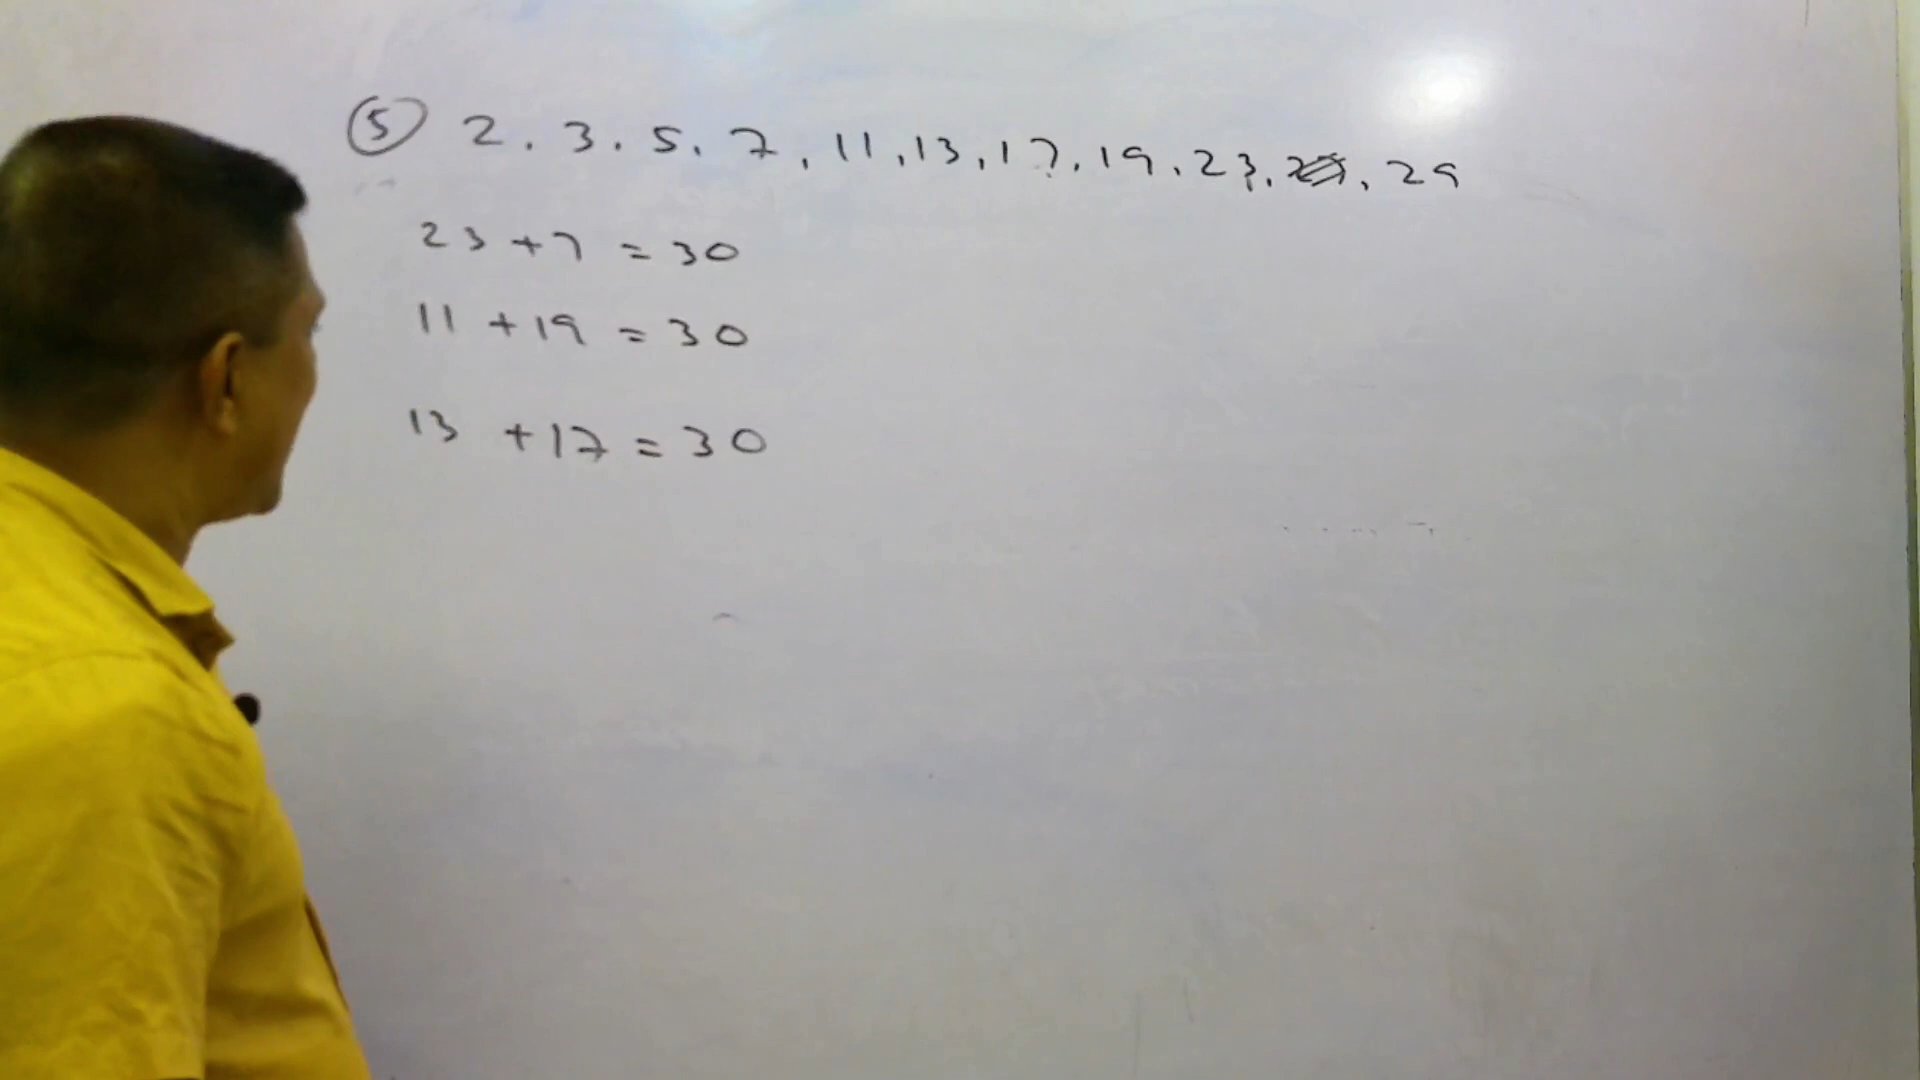 ⑤ 2, 3, 5, 7, 11, 13, 17, 19, 23, 29
23 + 7 = 30
11 + 19 = 30
13 + 17 = 30